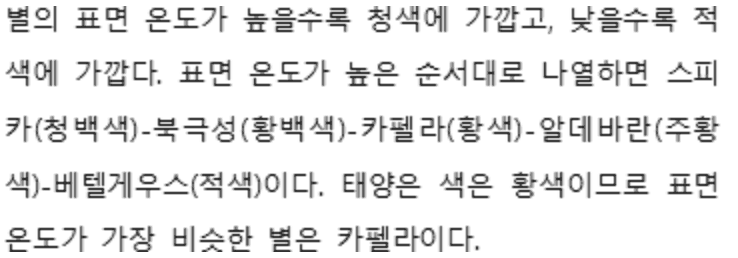 별의 표면 온도가 높을수록 청색에 가깝고, 낮을수록 적
색에 가깝다. 표면 온도가 높은 순서대로 나열하면 스피
카(청백색)-북극성(황백색)-카펠라(황색)-알데바란(주황
색)-베텔게우스(적색)이다. 태양은 색은 황색이므로 표면
온도가 가장 비슷한 별은 카펠라이다.